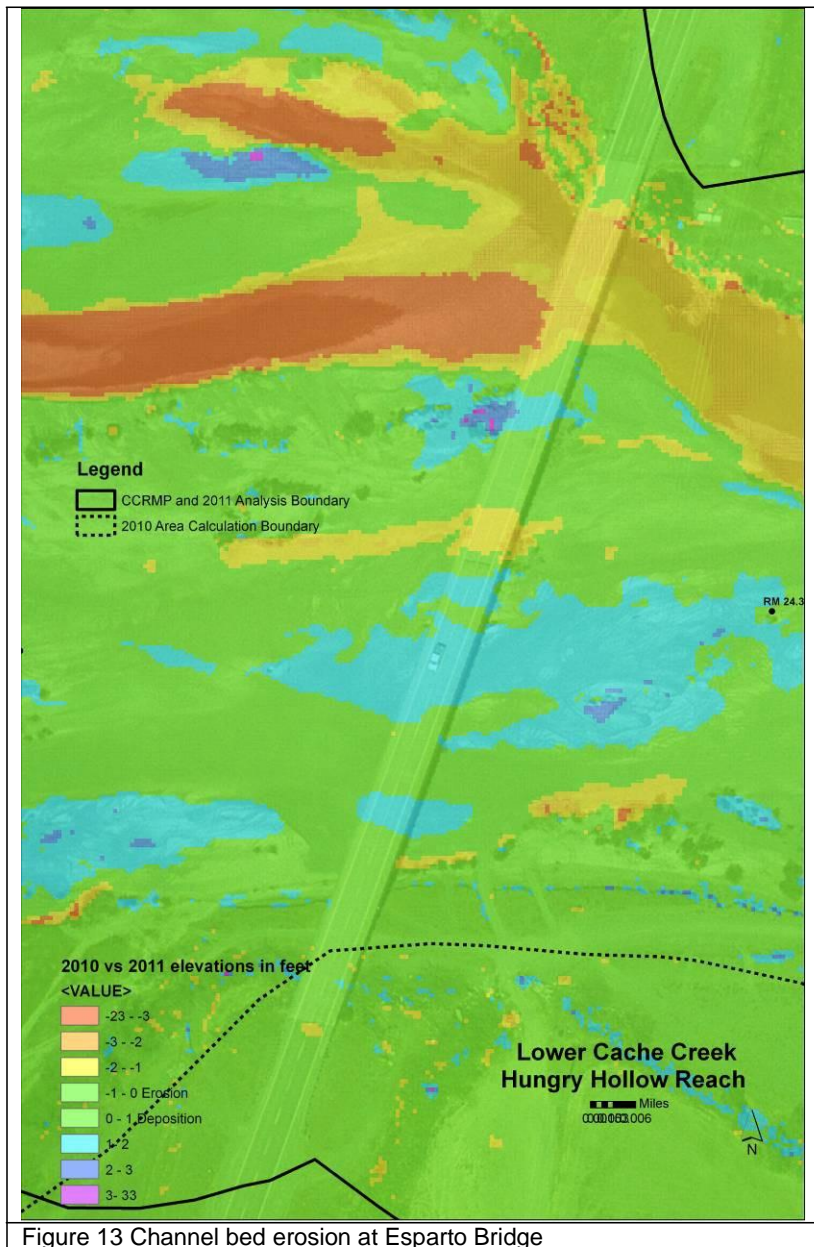 Legend
CCRMP and 2011 Analysis Boundary
2010 Area Calculation Boundary
RM 24.3
2010 vs 2011 elevations in feet
<VALUE>
-23 - -3
-3 - -2
-2 - -1
-1 - 0 Erosion
0 - 1 Deposition
1 - 2
2 - 3
3- 33
Lower Cache Creek
Hungry Hollow Reach
Miles
N
Figure 13 Channel bed erosion at Esparto Bridge